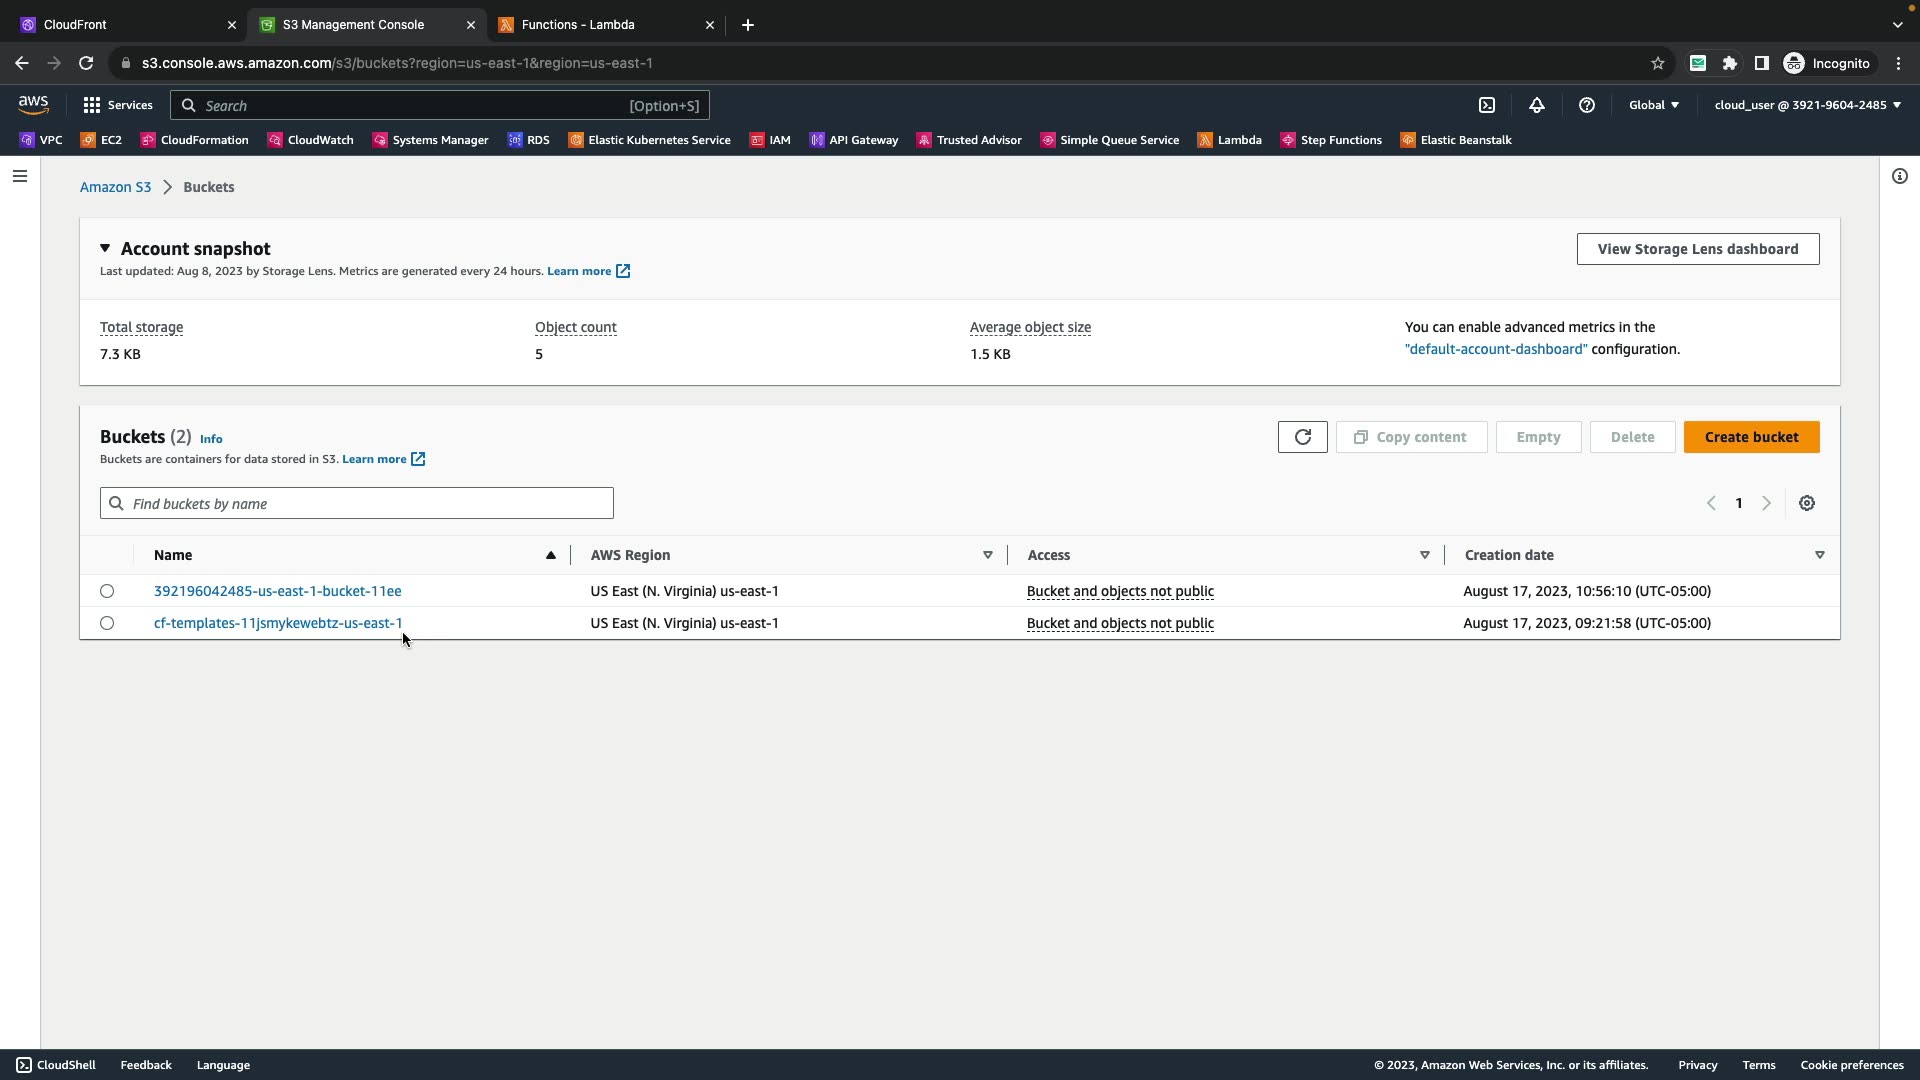 CloudFront
S3 Management Console
Functions - Lambda
s3.console.aws.amazon.com/s3/buckets?region=us-east-1&region=us-east-1
Incognito
aws
Services
Search
[Option+S]
Global
cloud_user @ 3921-9604-2485
VPC
EC2
CloudFormation
CloudWatch
Systems Manager
RDS
Elastic Kubernetes Service
IAM
API Gateway
Trusted Advisor
Simple Queue Service
Lambda
Step Functions
Elastic Beanstalk
Amazon S3
Buckets
Account snapshot
View Storage Lens dashboard
Last updated: Aug 8, 2023 by Storage Lens. Metrics are generated every 24 hours. Learn more
Total storage
7.3 KB
Object count
5
Average object size
1.5 KB
You can enable advanced metrics in the
"default-account-dashboard" configuration.
Buckets (2) Info
Buckets are containers for data stored in S3. Learn more
Copy content
Empty
Delete
Create bucket
Find buckets by name
1
Name
AWS Region
Access
Creation date
392196042485-us-east-1-bucket-11ee
US East (N. Virginia) us-east-1
Bucket and objects not public
August 17, 2023, 10:56:10 (UTC-05:00)
cf-templates-11jsmykewebtz-us-east-1
US East (N. Virginia) us-east-1
Bucket and objects not public
August 17, 2023, 09:21:58 (UTC-05:00)
CloudShell
Feedback
Language
© 2023, Amazon Web Services, Inc. or its affiliates.
Privacy
Terms
Cookie preferences